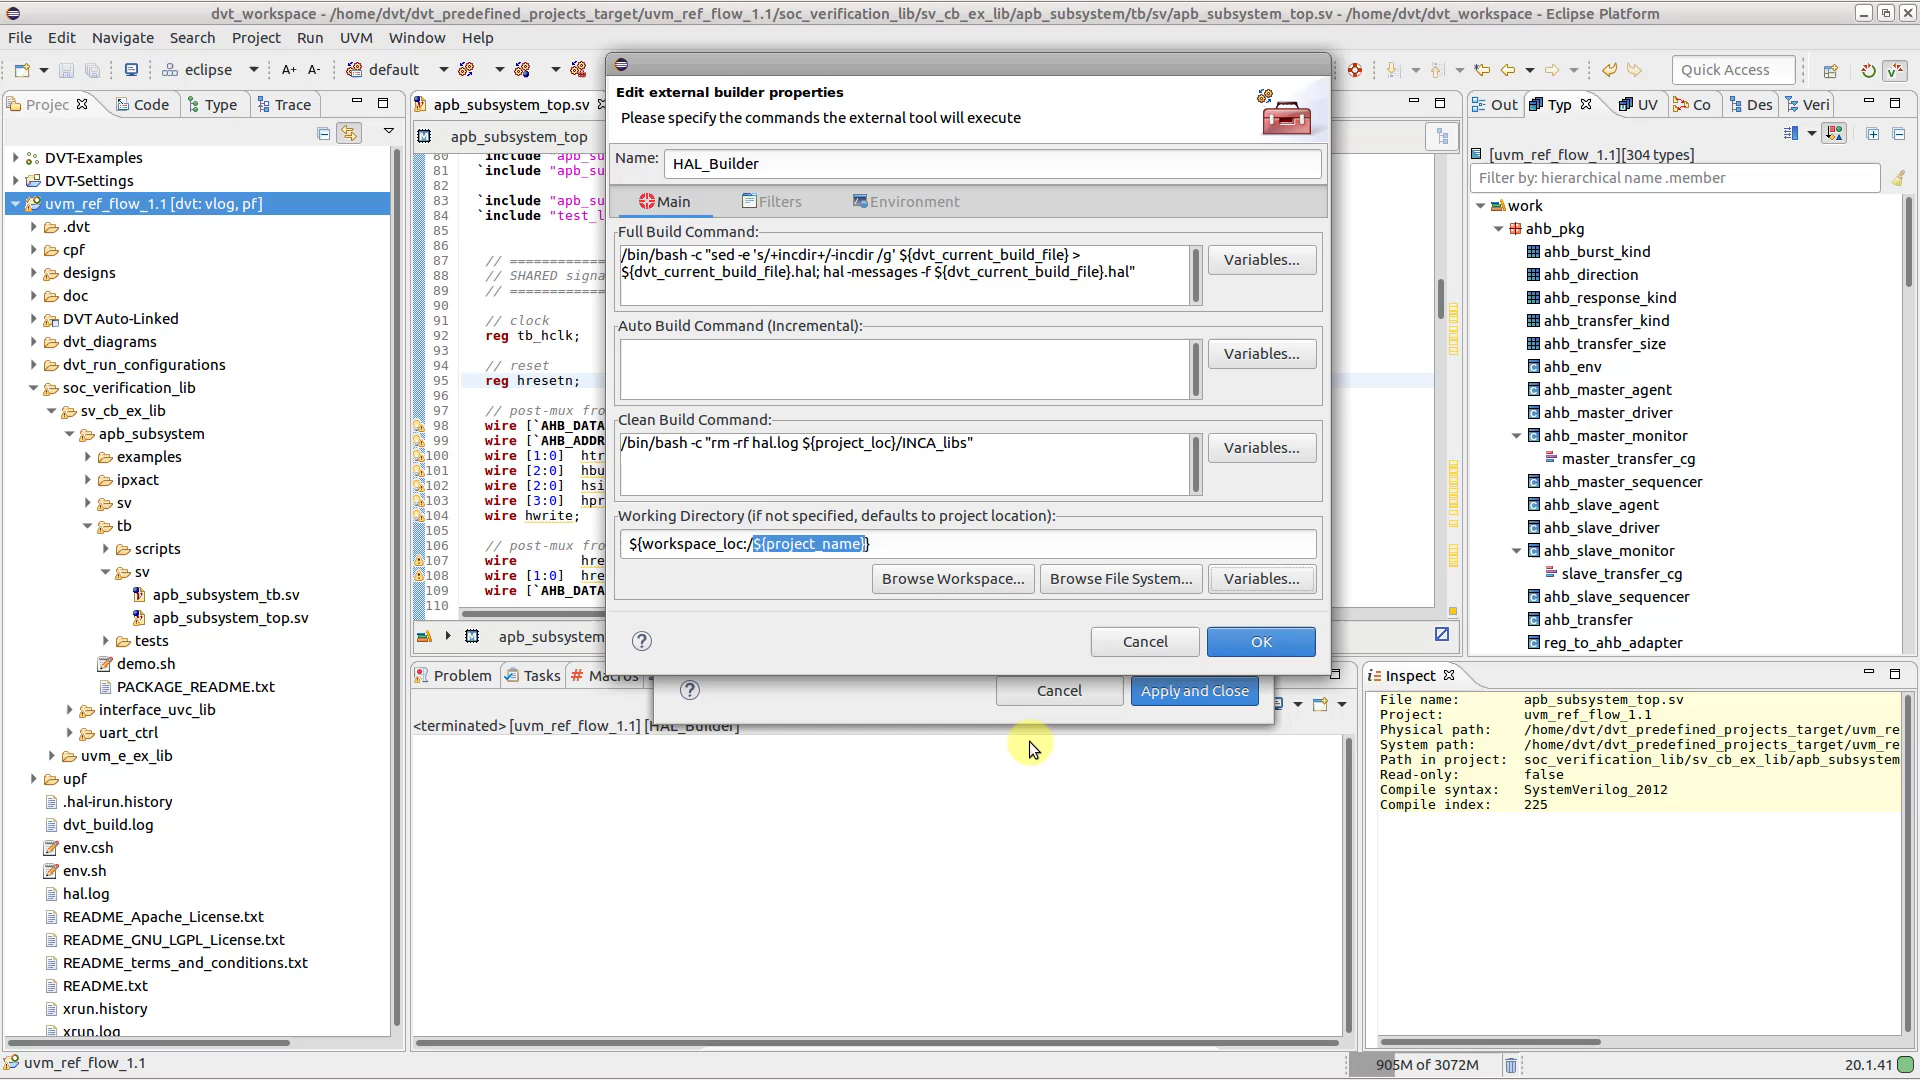 dvt_workspace - /home/dvt/dvt_predefined_projects_target/uvm_ref_flow_1.1/soc_verification_lib/sv_cb_ex_lib/apb_subsystem/tb/sv/apb_subsystem_top.sv - /home/dvt/dvt_workspace - Eclipse Platform
File Edit Navigate Search Project Run UVM Window Help
eclipse A+ A- default Quick Access
Projec Code Type Trace
DVT-Examples
DVT-Settings
uvm_ref_flow_1.1 [dvt: vlog, pf]
.dvt
cpf
designs
doc
DVT Auto-Linked
dvt_diagrams
dvt_run_configurations
soc_verification_lib
sv_cb_ex_lib
apb_subsystem
examples
ipxact
sv
tb
scripts
sv
apb_subsystem_tb.sv
apb_subsystem_top.sv
tests
demo.sh
PACKAGE_README.txt
interface_uvc_lib
uart_ctrl
uvm_e_ex_lib
upf
.hal-irun.history
dvt_build.log
env.csh
env.sh
hal.log
README_Apache_License.txt
README_GNU_LGPL_License.txt
README_terms_and_conditions.txt
README.txt
xrun.history
xrun.log
uvm_ref_flow_1.1
apb_subsystem_top.sv
apb_subsystem_top
80 `include "apb_su
81 `include "apb_su
82
83 `include "apb_su
84 `include "test_l
85
86
87 // =============
88 // SHARED signa
89 // =============
90
91 // clock
92 reg tb_hclk;
93
94 // reset
95 reg hresetn;
96
97 // post-mux fro
98 wire [`AHB_DATA
99 wire [`AHB_ADDR
100 wire [1:0] htr
101 wire [2:0] hbu
102 wire [2:0] hsi
103 wire [3:0] hpr
104 wire hwrite;
105
106 // post-mux fro
107 wire hre
108 wire [1:0] hre
109 wire [`AHB_DATA
110
apb_subsystem
Edit external builder properties
Please specify the commands the external tool will execute
Name: HAL_Builder
Main Filters Environment
Full Build Command:
/bin/bash -c "sed -e 's/+incdir+/-incdir /g' ${dvt_current_build_file} >
${dvt_current_build_file}.hal; hal -messages -f ${dvt_current_build_file}.hal"
Variables...
Auto Build Command (Incremental):
Variables...
Clean Build Command:
/bin/bash -c "rm -rf hal.log ${project_loc}/INCA_libs"
Variables...
Working Directory (if not specified, defaults to project location):
${workspace_loc:/${project_name}}
Browse Workspace... Browse File System... Variables...
? Cancel OK
? Cancel Apply and Close
Problem Tasks # Macros
<terminated> [uvm_ref_flow_1.1] [HAL_Builder]
Out Typ UV Co Des Veri
[uvm_ref_flow_1.1][304 types]
Filter by: hierarchical name .member
work
ahb_pkg
ahb_burst_kind
ahb_direction
ahb_response_kind
ahb_transfer_kind
ahb_transfer_size
ahb_env
ahb_master_agent
ahb_master_driver
ahb_master_monitor
master_transfer_cg
ahb_master_sequencer
ahb_slave_agent
ahb_slave_driver
ahb_slave_monitor
slave_transfer_cg
ahb_slave_sequencer
ahb_transfer
reg_to_ahb_adapter
Inspect
File name: apb_subsystem_top.sv
Project: uvm_ref_flow_1.1
Physical path: /home/dvt/dvt_predefined_projects_target/uvm_re
System path: /home/dvt/dvt_predefined_projects_target/uvm_re
Path in project: soc_verification_lib/sv_cb_ex_lib/apb_subsystem
Read-only: false
Compile syntax: SystemVerilog_2012
Compile index: 225
905M of 3072M 20.1.41